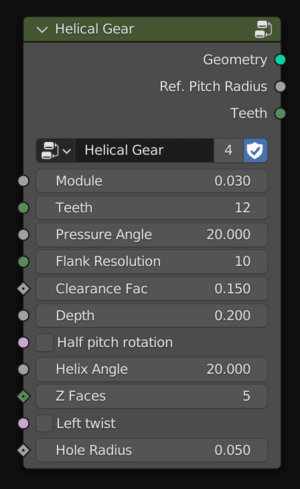 Helical Gear
Geometry
Ref. Pitch Radius
Teeth
Helical Gear 4
Module 0.030
Teeth 12
Pressure Angle 20.000
Flank Resolution 10
Clearance Fac 0.150
Depth 0.200
Half pitch rotation
Helix Angle 20.000
Z Faces 5
Left twist
Hole Radius 0.050